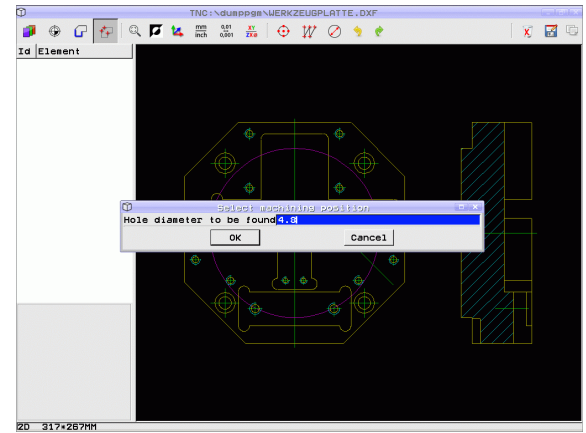 TNC:\dumppgm\WERKZEUGPLATTE.DXF
mm
inch
0,01
0,001
XY
ZXØ
Id Element
Select machining position
Hole diameter to be found 4.8
OK Cancel
2D 317*267MM